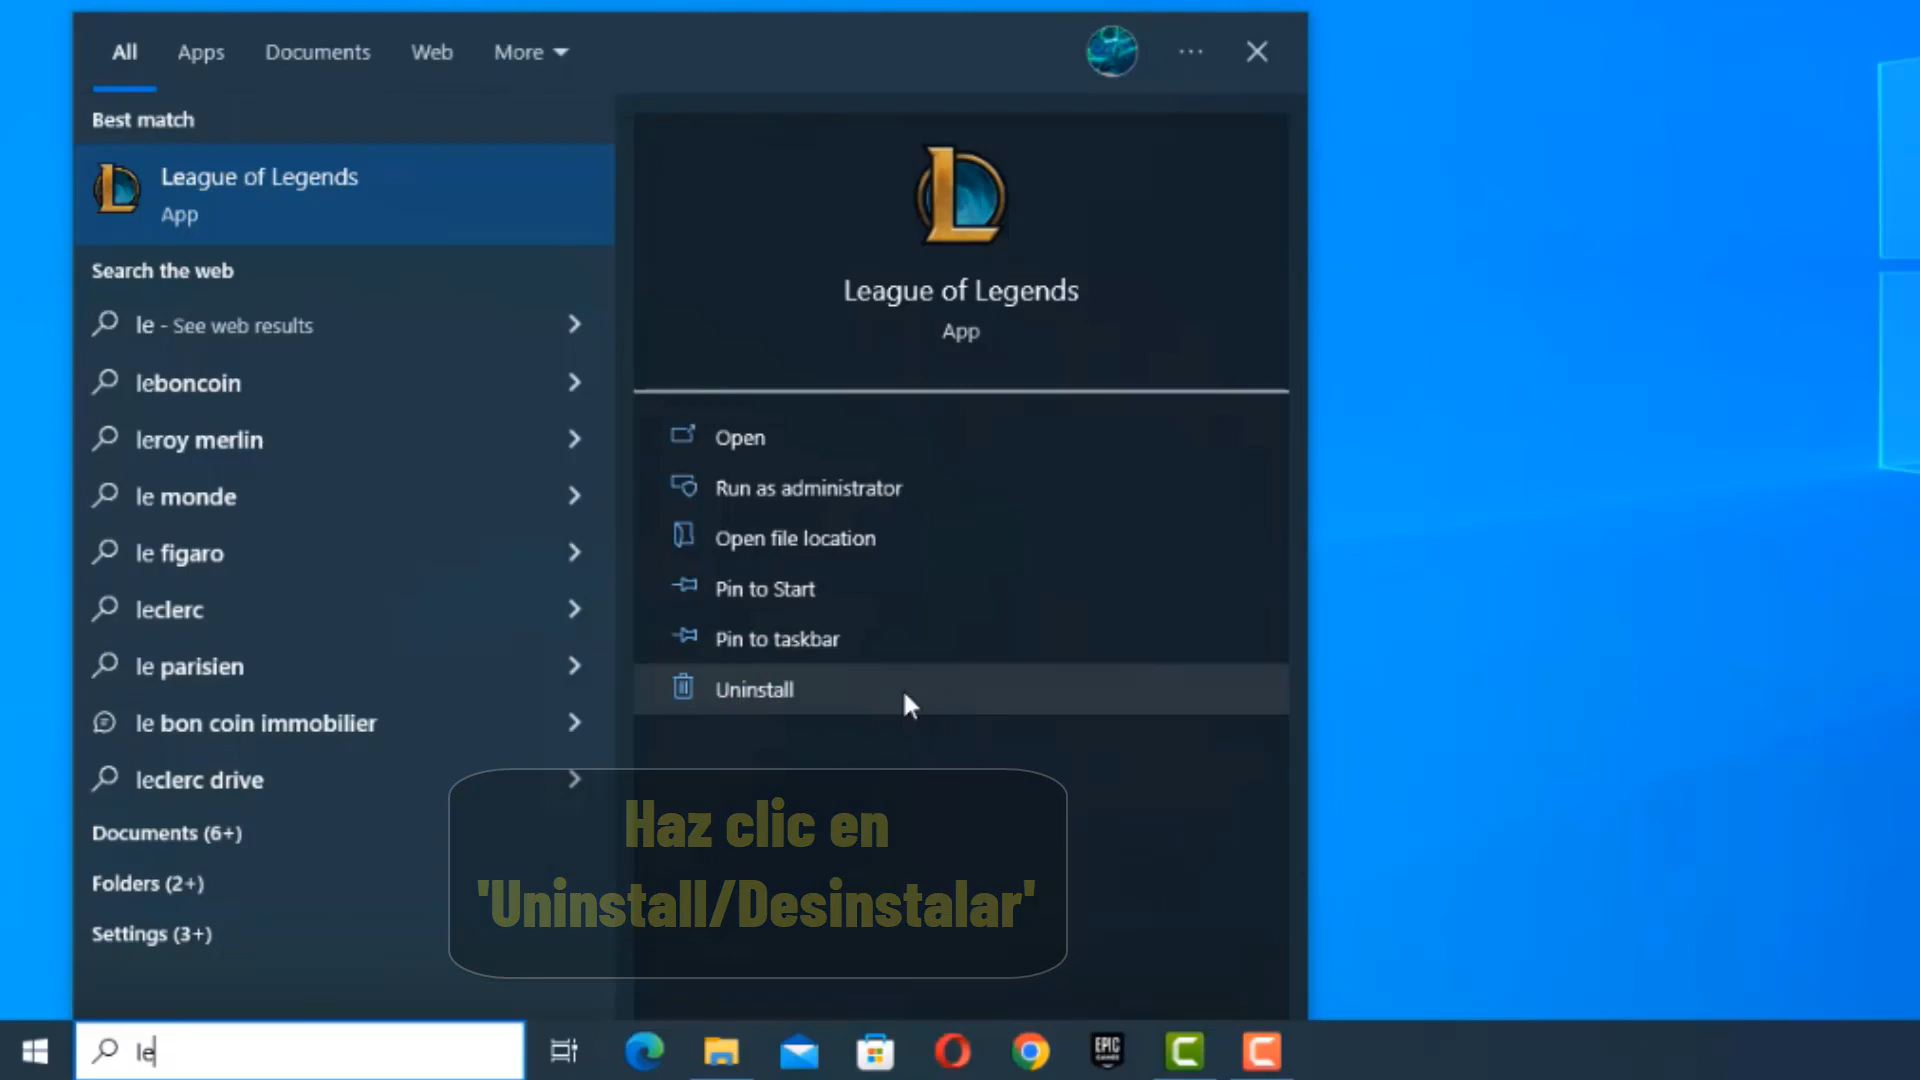 All Apps Documents Web More
Best match
League of Legends
App
Search the web
le - See web results
leboncoin
leroy merlin
le monde
le figaro
leclerc
le parisien
le bon coin immobilier
leclerc drive
Documents (6+)
Folders (2+)
Settings (3+)
League of Legends
App
Open
Run as administrator
Open file location
Pin to Start
Pin to taskbar
Uninstall
Haz clic en
'Uninstall/Desinstalar'
le
EPIC
GAMES